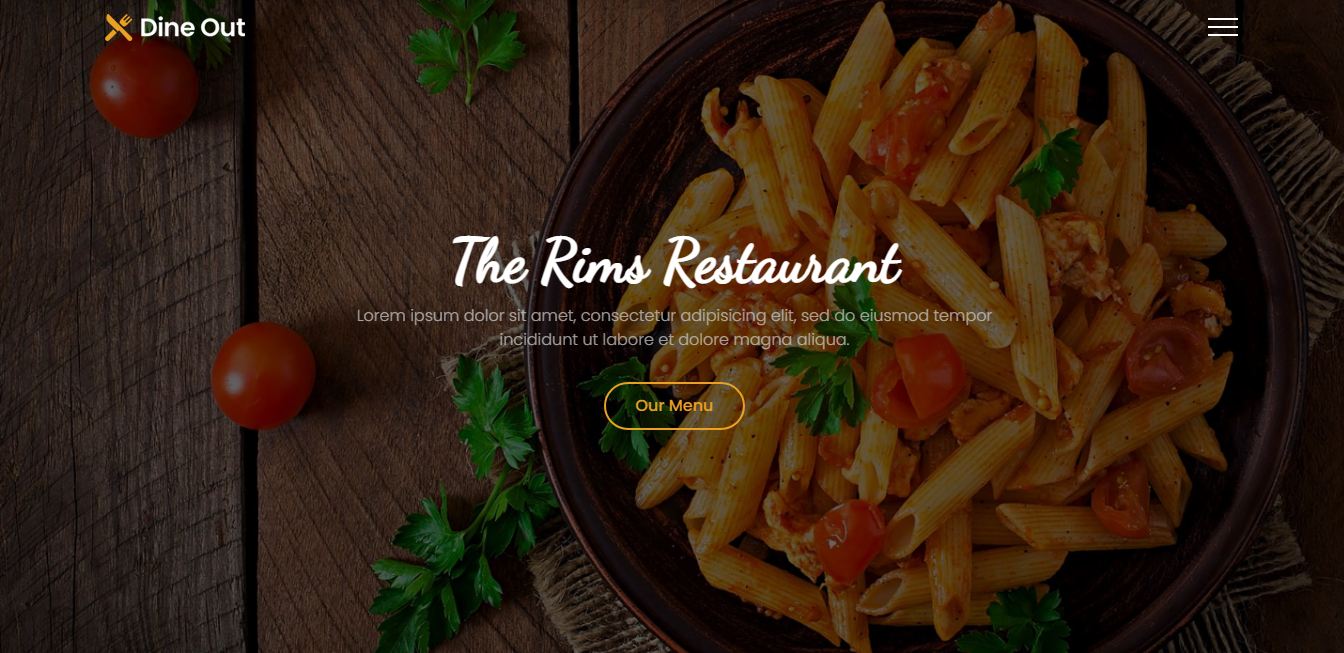 Dine Out
The Rims Restaurant
Lorem ipsum dolor sit amet, consectetur adipisicing elit, sed do eiusmod tempor
incididunt ut labore et dolore magna aliqua.
Our Menu